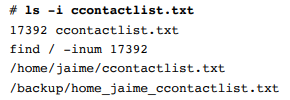 # ls -i ccontactlist.txt
17392 ccontactlist.txt
find / -inum 17392
/home/jaime/ccontactlist.txt
/backup/home_jaime_ccontactlist.txt